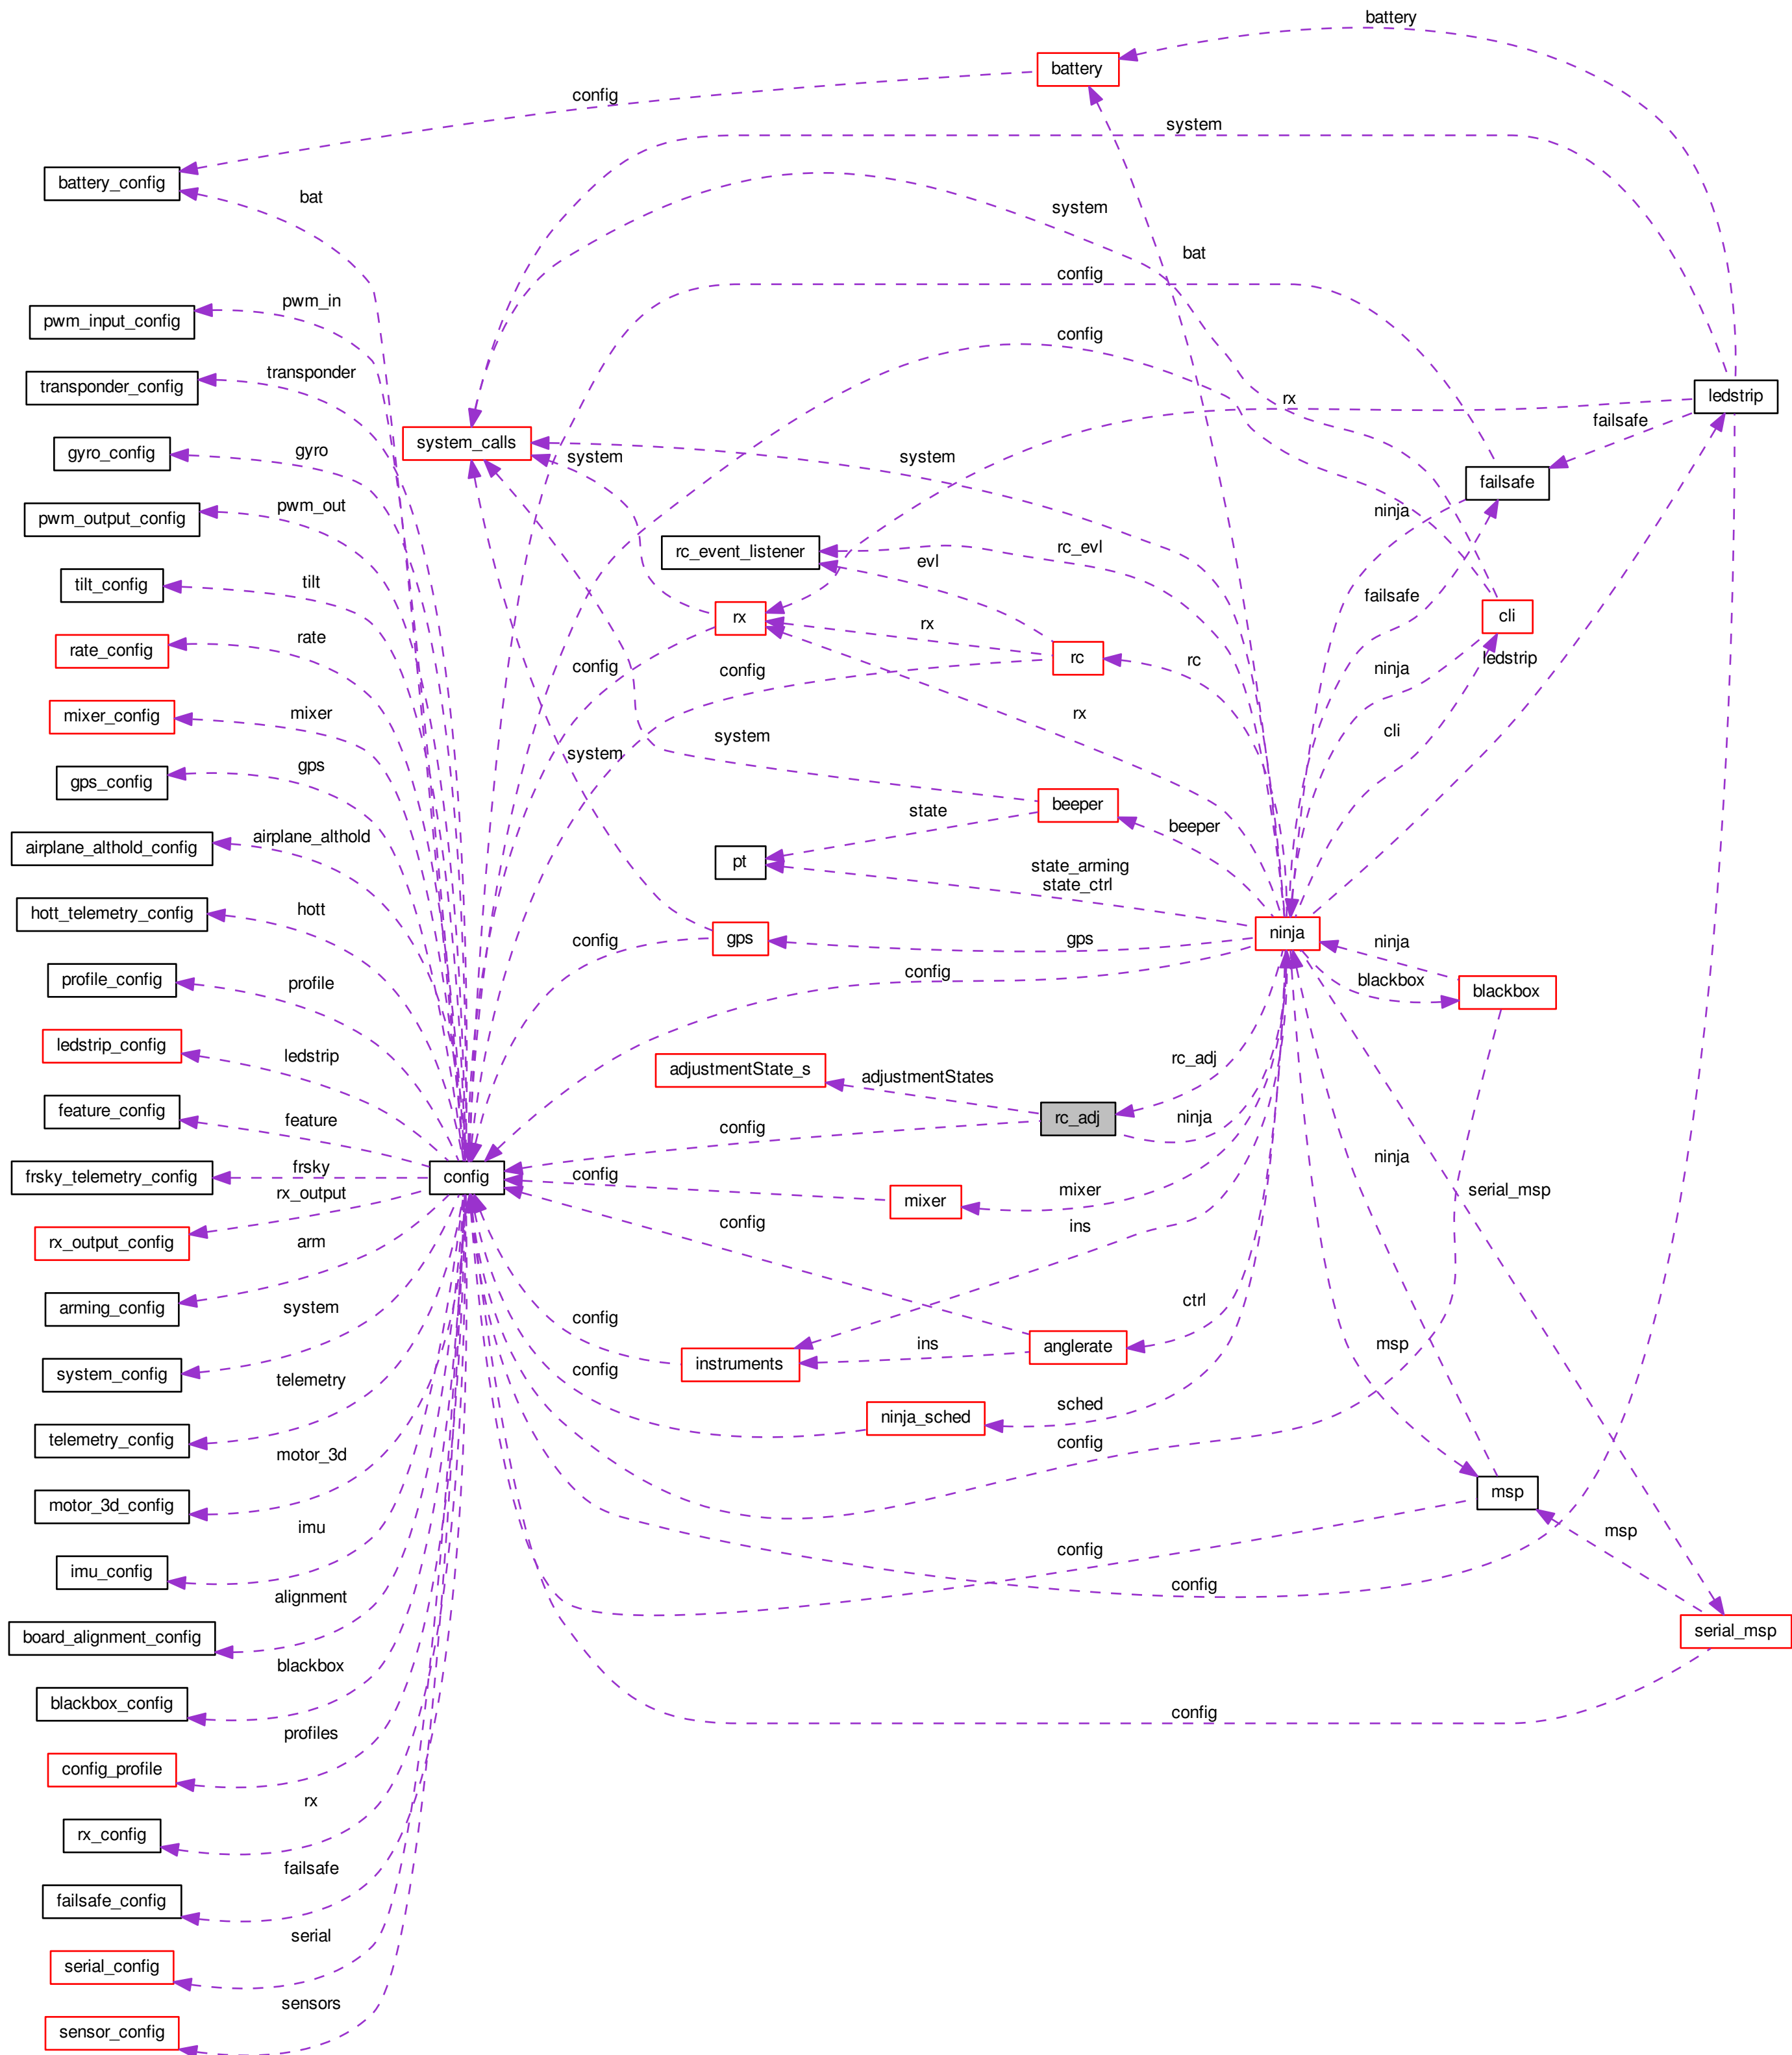 battery
battery
config
system
battery_config
bat
system
bat
config
pwm_in
pwm_input_config
config
transponder
transponder_config
ledstrip
rx
failsafe
gyro
gyro_config
system_calls
system
system
failsafe
pwm_out
pwm_output_config
ninja
rc_event_listener
rc_evl
evl
tilt
tilt_config
failsafe
rx
rx
cli
rate
rate_config
config
config
rc
rc
ninja
ledstrip
mixer
mixer_config
rx
cli
system
system
gps
gps_config
beeper
state
beeper
airplane_althold
airplane_althold_config
pt
state_arming
state_ctrl
hott
hott_telemetry_config
ninja
gps
config
gps
ninja
config
blackbox
blackbox
profile
profile_config
ledstrip
ledstrip_config
adjustmentState_s
adjustmentStates
rc_adj
feature
feature_config
config
rc_adj
ninja
frsky
frsky_telemetry_config
config
config
ninja
rx_output
mixer
mixer
serial_msp
config
ins
rx_output_config
arm
arming_config
system
config
ctrl
system_config
instruments
ins
anglerate
msp
telemetry
config
ninja_sched
sched
telemetry_config
config
motor_3d
motor_3d_config
msp
imu
config
msp
imu_config
config
alignment
board_alignment_config
serial_msp
blackbox
blackbox_config
config
profiles
config_profile
rx
rx_config
failsafe
failsafe_config
serial
serial_config
sensors
sensor_config